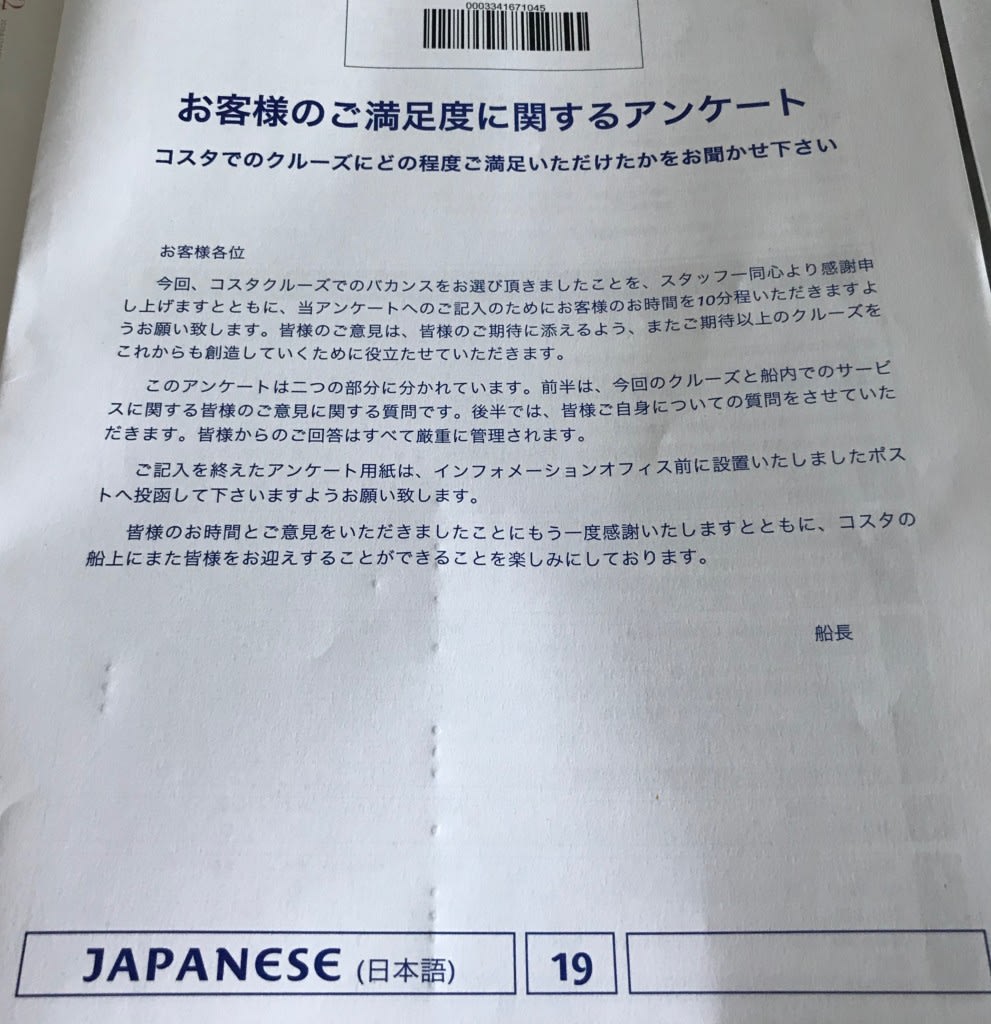 0003341671045
お客様のご満足度に関するアンケート
コスタでのクルーズにどの程度ご満足いただけたかをお聞かせ下さい
お客様各位
今回、コスタクルーズでのバカンスをお選び頂きましたことを、スタッフ一同心より感謝申
し上げますとともに、当アンケートへのご記入のためにお客様のお時間を10分程いただきますよ
うお願い致します。皆様のご意見は、皆様のご期待に添えるよう、またご期待以上のクルーズを
これからも創造していくために役立たせていただきます。
このアンケートは二つの部分に分かれています。前半は、今回のクルーズと船内でのサービ
スに関する皆様のご意見に関する質問です。後半では、皆様ご自身についての質問をさせていた
だきます。皆様からのご回答はすべて厳重に管理されます。
ご記入を終えたアンケート用紙は、インフォメーションオフィス前に設置いたしましたポス
トへ投函して下さいますようお願い致します。
皆様のお時間とご意見をいただきましたことにもう一度感謝いたしますとともに、コスタの
船上にまた皆様をお迎えすることができることを楽しみにしております。
船長
JAPANESE (日本語)
19